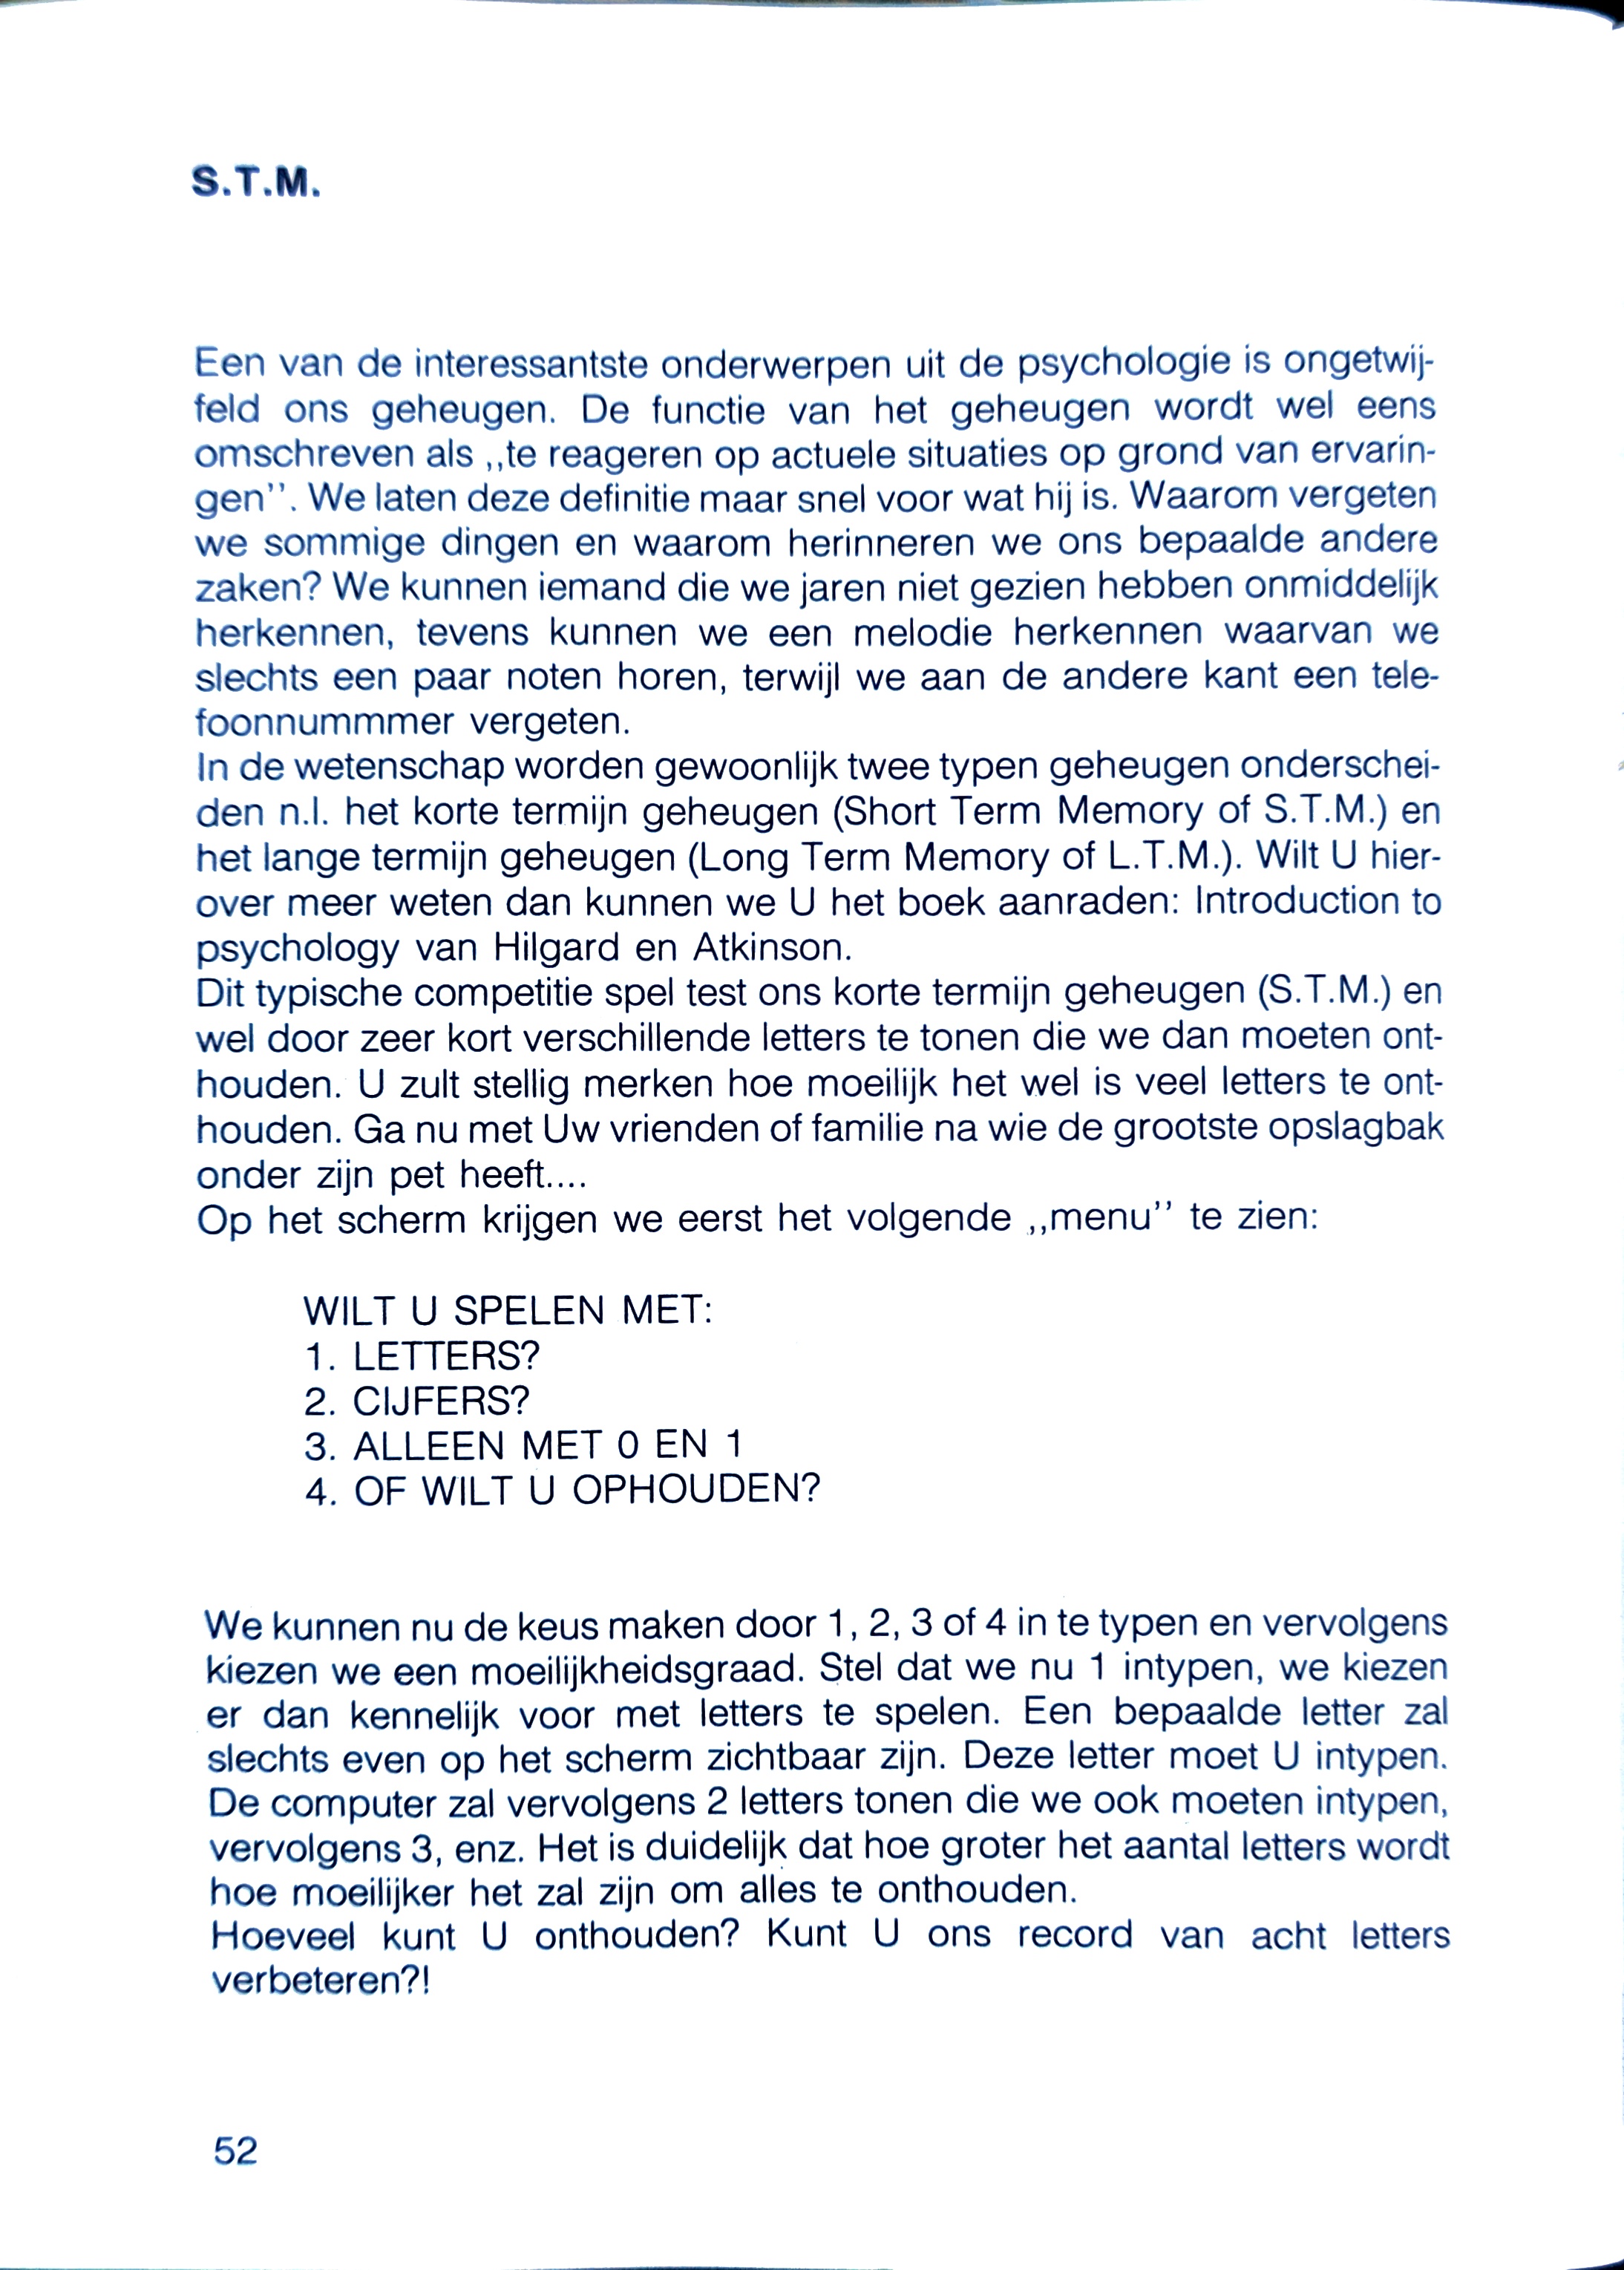 S.T.M.
Een van de interessantste onderwerpen uit de psychologie is ongetwij-
feld ons geheugen. De functie van het geheugen wordt wel eens
omschreven als ,,te reageren op actuele situaties op grond van ervarin-
gen''. We laten deze definitie maar snel voor wat hij is. Waarom vergeten
we sommige dingen en waarom herinneren we ons bepaalde andere
zaken? We kunnen iemand die we jaren niet gezien hebben onmiddelijk
herkennen, tevens kunnen we een melodie herkennen waarvan we
slechts een paar noten horen, terwijl we aan de andere kant een tele-
foonnummmer vergeten.
In de wetenschap worden gewoonlijk twee typen geheugen onderschei-
den n.l. het korte termijn geheugen (Short Term Memory of S.T.M.) en
het lange termijn geheugen (Long Term Memory of L.T.M.). Wilt U hier-
over meer weten dan kunnen we U het boek aanraden: Introduction to
psychology van Hilgard en Atkinson.
Dit typische competitie spel test ons korte termijn geheugen (S.T.M.) en
wel door zeer kort verschillende letters te tonen die we dan moeten ont-
houden. U zult stellig merken hoe moeilijk het wel is veel letters te ont-
houden. Ga nu met Uw vrienden of familie na wie de grootste opslagbak
onder zijn pet heeft....
Op het scherm krijgen we eerst het volgende ,,menu'' te zien:
WILT U SPELEN MET:
1. LETTERS?
2. CIJFERS?
3. ALLEEN MET 0 EN 1
4. OF WILT U OPHOUDEN?
We kunnen nu de keus maken door 1, 2, 3 of 4 in te typen en vervolgens
kiezen we een moeilijkheidsgraad. Stel dat we nu 1 intypen, we kiezen
er dan kennelijk voor met letters te spelen. Een bepaalde letter zal
slechts even op het scherm zichtbaar zijn. Deze letter moet U intypen.
De computer zal vervolgens 2 letters tonen die we ook moeten intypen,
vervolgens 3, enz. Het is duidelijk dat hoe groter het aantal letters wordt
hoe moeilijker het zal zijn om alles te onthouden.
Hoeveel kunt U onthouden? Kunt U ons record van acht letters
verbeteren?!
52